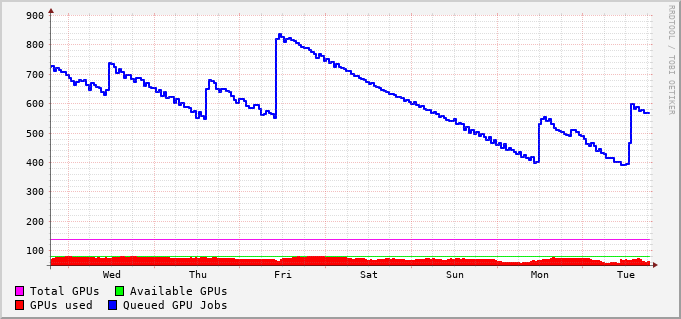 900
800
700
600
500
400
300
200
100
Wed Thu Fri Sat Sun Mon Tue
Total GPUs Available GPUs
GPUs used Queued GPU Jobs
RRDTOOL / TOBI OETIKER